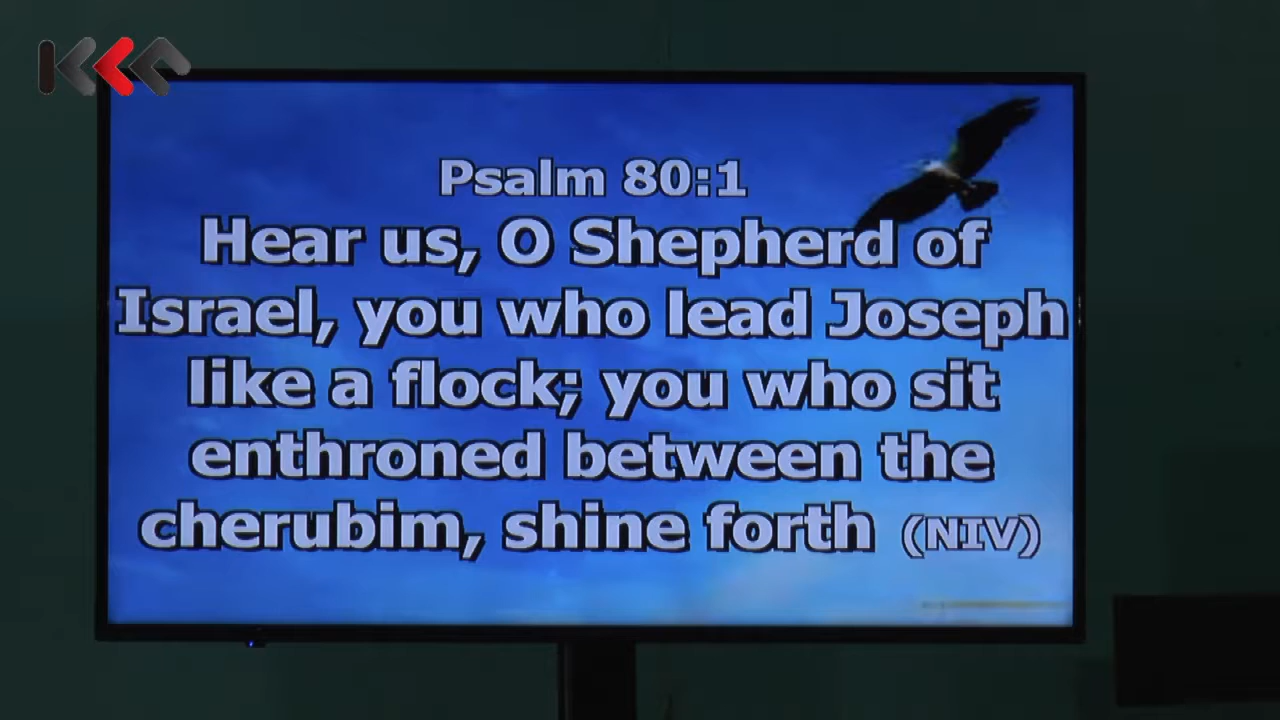 KCC
Psalm 80:1
Hear us, O Shepherd of
Israel, you who lead Joseph
like a flock; you who sit
enthroned between the
cherubim, shine forth (NIV)